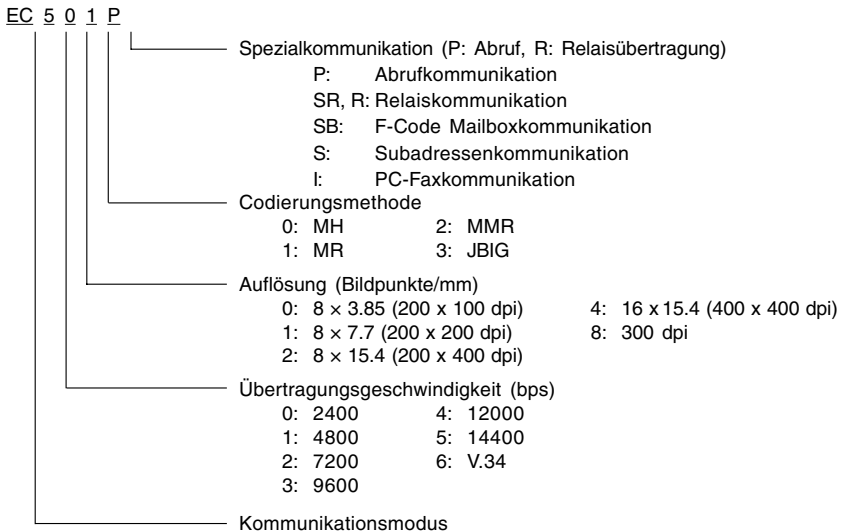 EC 5 0 1 P
Spezialkommunikation (P: Abruf, R: Relaisübertragung)
P: Abrufkommunikation
SR, R: Relaiskommunikation
SB: F-Code Mailboxkommunikation
S: Subadressenkommunikation
I: PC-Faxkommunikation
Codierungsmethode
0: MH 2: MMR
1: MR 3: JBIG
Auflösung (Bildpunkte/mm)
0: 8 × 3.85 (200 x 100 dpi) 4: 16 x 15.4 (400 x 400 dpi)
1: 8 × 7.7 (200 x 200 dpi) 8: 300 dpi
2: 8 × 15.4 (200 x 400 dpi)
Übertragungsgeschwindigkeit (bps)
0: 2400 4: 12000
1: 4800 5: 14400
2: 7200 6: V.34
3: 9600
Kommunikationsmodus